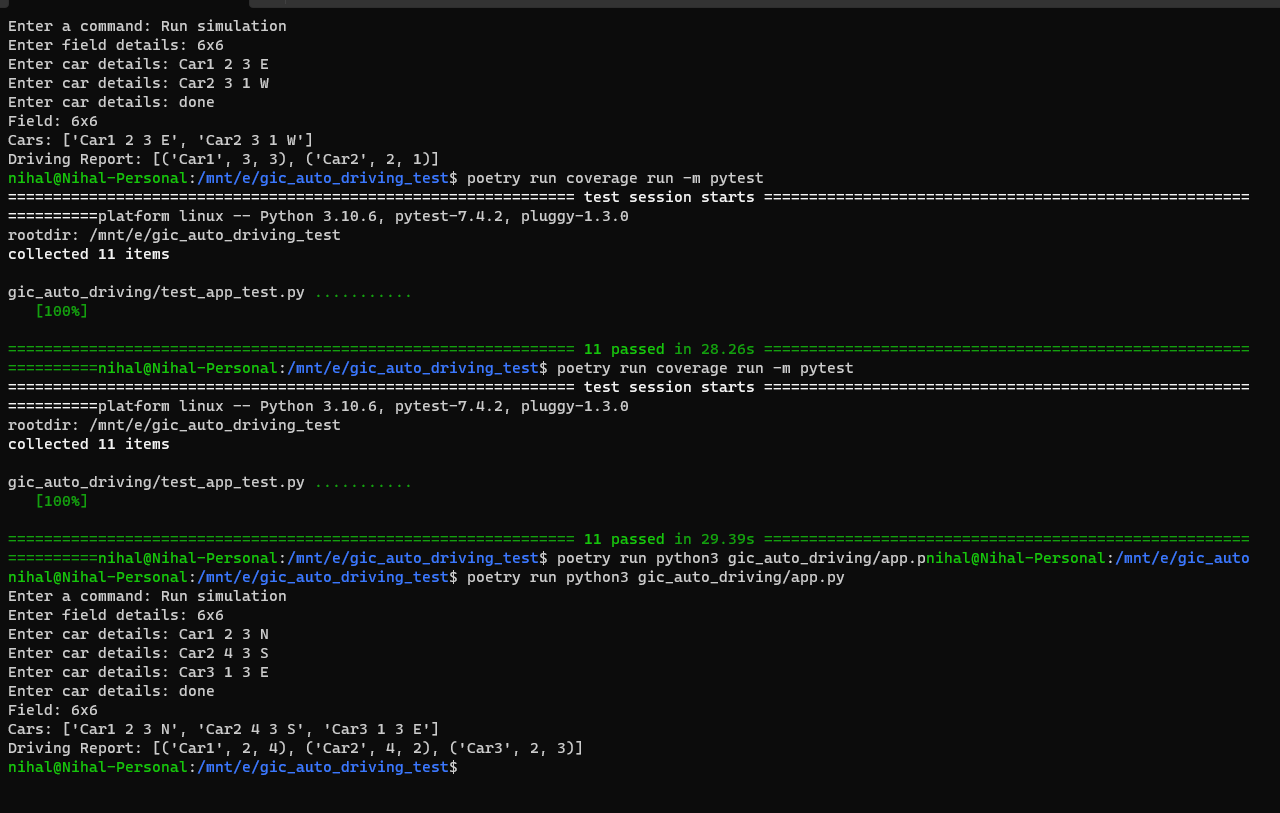 Enter a command: Run simulation
Enter field details: 6x6
Enter car details: Car1 2 3 E
Enter car details: Car2 3 1 W
Enter car details: done
Field: 6x6
Cars: ['Car1 2 3 E', 'Car2 3 1 W']
Driving Report: [('Car1', 3, 3), ('Car2', 2, 1)]
nihal@Nihal-Personal:/mnt/e/gic_auto_driving_test$ poetry run coverage run -m pytest
=============================================================== test session starts ======================================================
==========platform linux -- Python 3.10.6, pytest-7.4.2, pluggy-1.3.0
rootdir: /mnt/e/gic_auto_driving_test
collected 11 items

gic_auto_driving/test_app_test.py ...........
   [100%]

=============================================================== 11 passed in 28.26s ======================================================
==========nihal@Nihal-Personal:/mnt/e/gic_auto_driving_test$ poetry run coverage run -m pytest
=============================================================== test session starts ======================================================
==========platform linux -- Python 3.10.6, pytest-7.4.2, pluggy-1.3.0
rootdir: /mnt/e/gic_auto_driving_test
collected 11 items

gic_auto_driving/test_app_test.py ...........
   [100%]

=============================================================== 11 passed in 29.39s ======================================================
==========nihal@Nihal-Personal:/mnt/e/gic_auto_driving_test$ poetry run python3 gic_auto_driving/app.pnihal@Nihal-Personal:/mnt/e/gic_auto
nihal@Nihal-Personal:/mnt/e/gic_auto_driving_test$ poetry run python3 gic_auto_driving/app.py
Enter a command: Run simulation
Enter field details: 6x6
Enter car details: Car1 2 3 N
Enter car details: Car2 4 3 S
Enter car details: Car3 1 3 E
Enter car details: done
Field: 6x6
Cars: ['Car1 2 3 N', 'Car2 4 3 S', 'Car3 1 3 E']
Driving Report: [('Car1', 2, 4), ('Car2', 4, 2), ('Car3', 2, 3)]
nihal@Nihal-Personal:/mnt/e/gic_auto_driving_test$